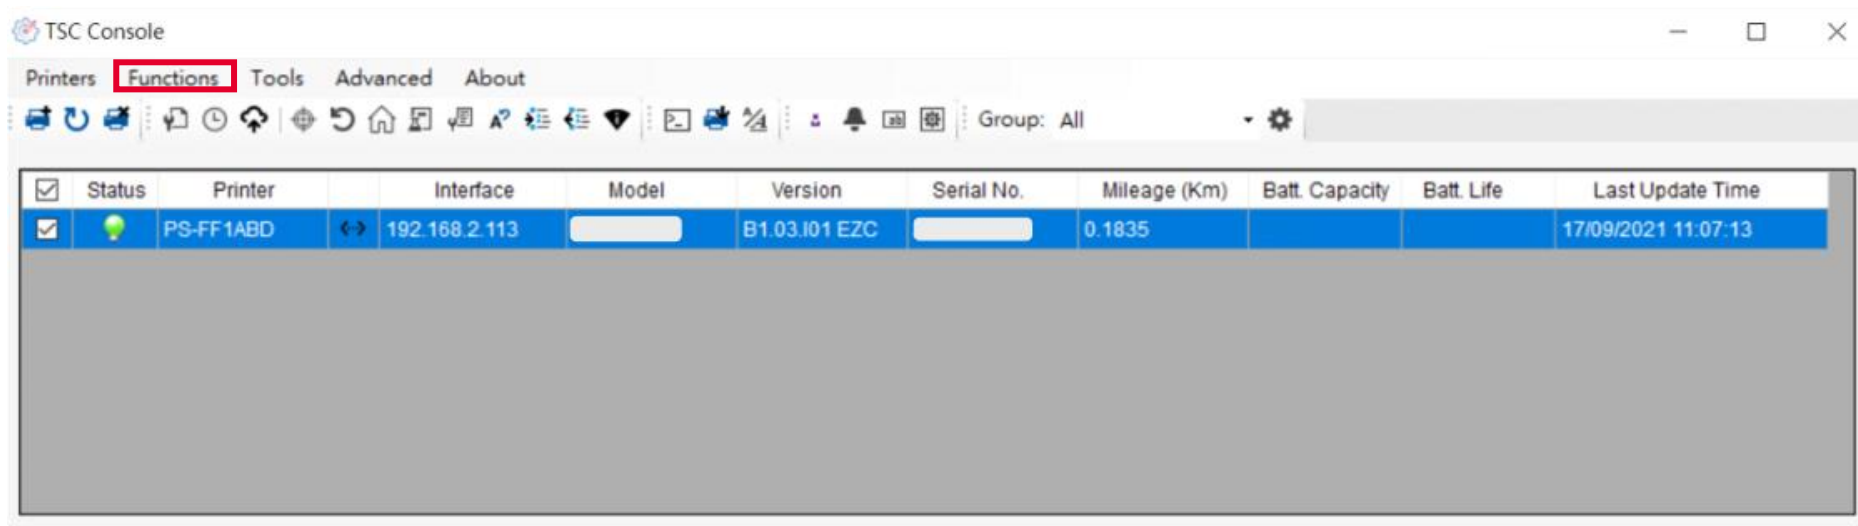 TSC Console
Printers Functions Tools Advanced About
Group: All
Status Printer Interface Model Version Serial No. Mileage (Km) Batt. Capacity Batt. Life Last Update Time
PS-FF1ABD 192.168.2.113 B1.03.I01 EZC 0.1835 17/09/2021 11:07:13